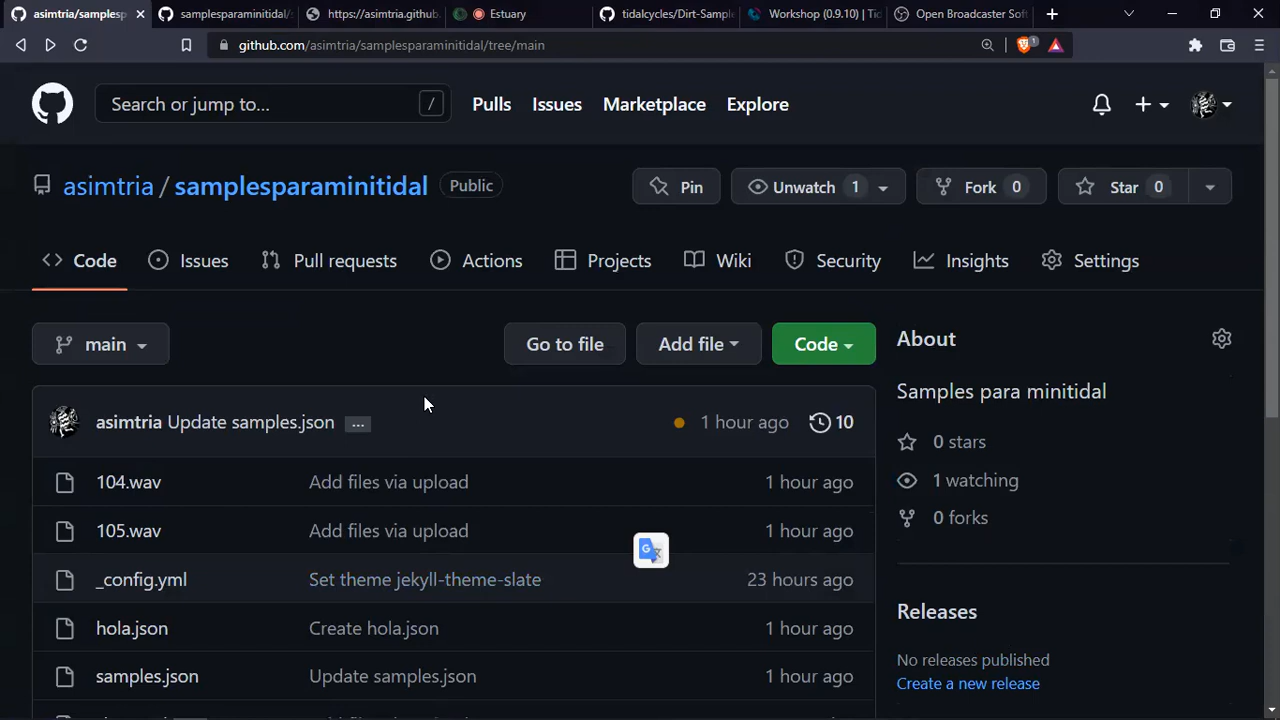 asimtria/samplesp
samplesparaminitidal/
https://asimtria.github.
Estuary
tidalcycles/Dirt-Sampl
Workshop (0.9.10) | Tid
Open Broadcaster Soft
github.com/asimtria/samplesparaminitidal/tree/main
1
Search or jump to...
/
Pulls
Issues
Marketplace
Explore
asimtria / samplesparaminitidal
Public
Pin
Unwatch 1
Fork 0
Star 0
Code
Issues
Pull requests
Actions
Projects
Wiki
Security
Insights
Settings
main
Go to file
Add file
Code
asimtria Update samples.json ...
1 hour ago
10
104.wav Add files via upload 1 hour ago
105.wav Add files via upload 1 hour ago
_config.yml Set theme jekyll-theme-slate 23 hours ago
hola.json Create hola.json 1 hour ago
samples.json Update samples.json 1 hour ago
About
Samples para minitidal
0 stars
1 watching
0 forks
Releases
No releases published
Create a new release